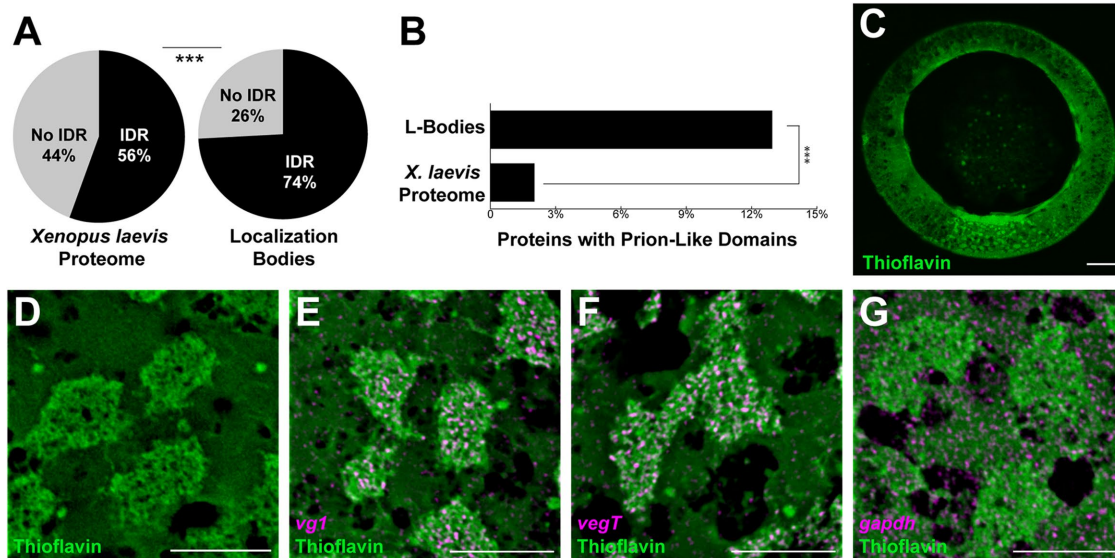 A
***
No IDR
44%
IDR
56%
No IDR
26%
IDR
74%
Xenopus laevis
Proteome
Localization
Bodies
B
L-Bodies
X. laevis
Proteome
***
0
3%
6%
9%
12%
15%
Proteins with Prion-Like Domains
C
Thioflavin
D
Thioflavin
E
vg1
Thioflavin
F
vegT
Thioflavin
G
gapdh
Thioflavin